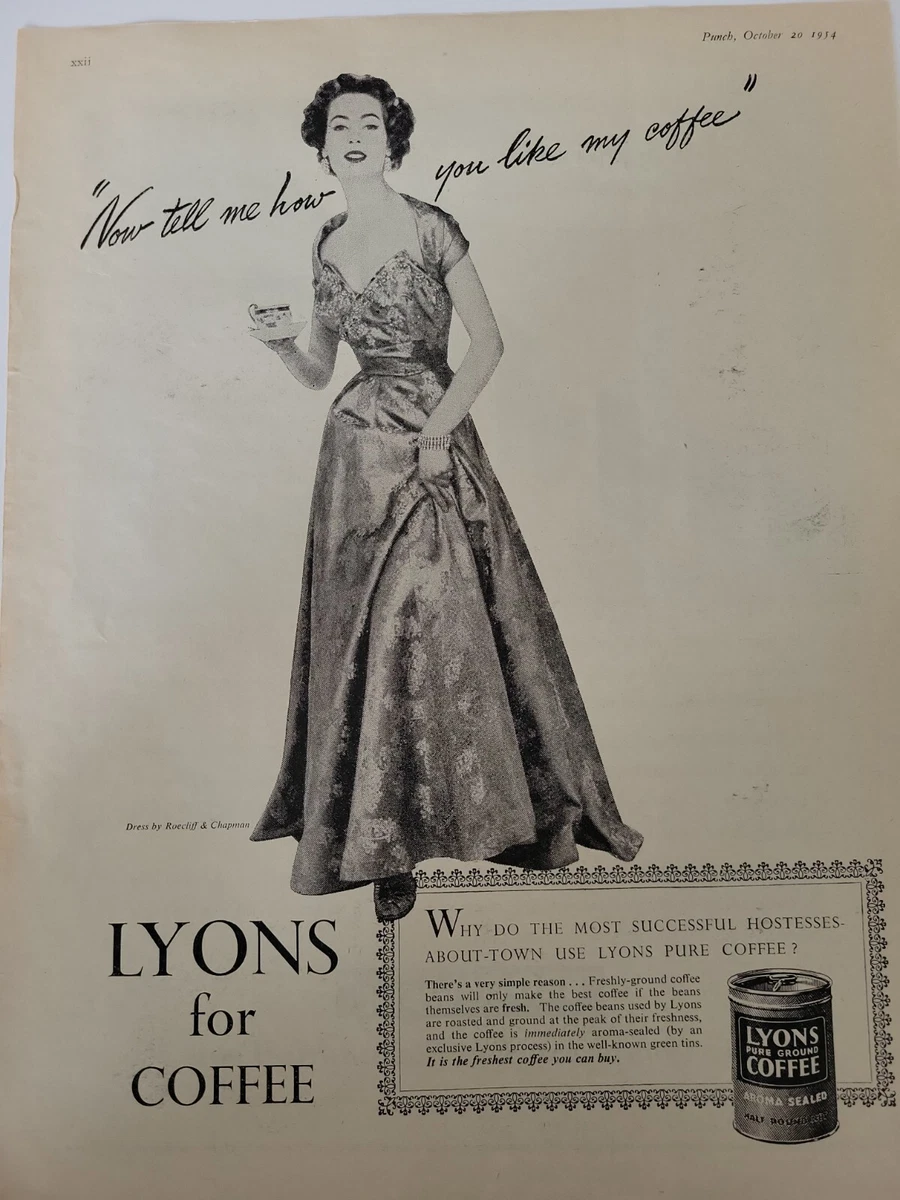 xxii
Punch, October 20 1954
"Now tell me how you like my coffee"
Dress by Roecliff & Chapman
LYONS
for
COFFEE
WHY DO THE MOST SUCCESSFUL HOSTESSES-
ABOUT-TOWN USE LYONS PURE COFFEE?
There's a very simple reason . . . Freshly-ground coffee
beans will only make the best coffee if the beans
themselves are fresh. The coffee beans used by Lyons
are roasted and ground at the peak of their freshness,
and the coffee is immediately aroma-sealed (by an
exclusive Lyons process) in the well-known green tins.
It is the freshest coffee you can buy.
LYONS
PURE GROUND
COFFEE
AROMA SEALED
HALF POUND